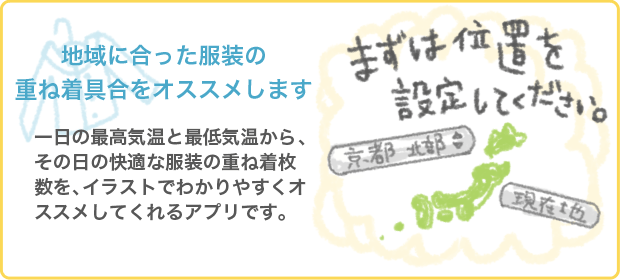 地域に合った服装の
重ね着具合をオススメします
一日の最高気温と最低気温から、
その日の快適な服装の重ね着枚
数を、イラストでわかりやすくオ
ススメしてくれるアプリです。
まずは位置を
設定してください。
京都 北部
現在地